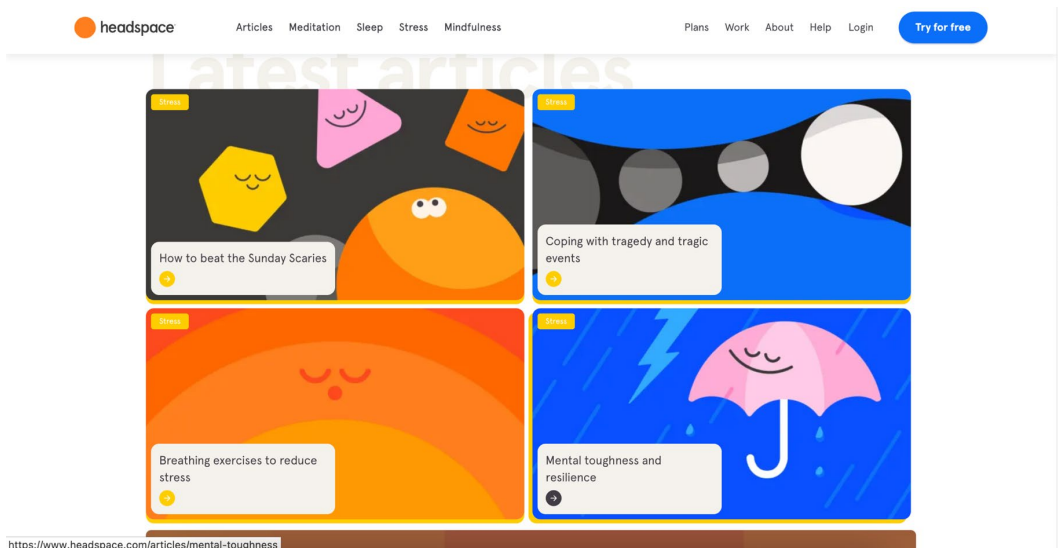 headspace
Articles Meditation Sleep Stress Mindfulness
Plans Work About Help Login Try for free
Latest articles
Stress
How to beat the Sunday Scaries
Stress
Coping with tragedy and tragic
events
Stress
Breathing exercises to reduce
stress
Stress
Mental toughness and
resilience
https://www.headspace.com/articles/mental-toughness